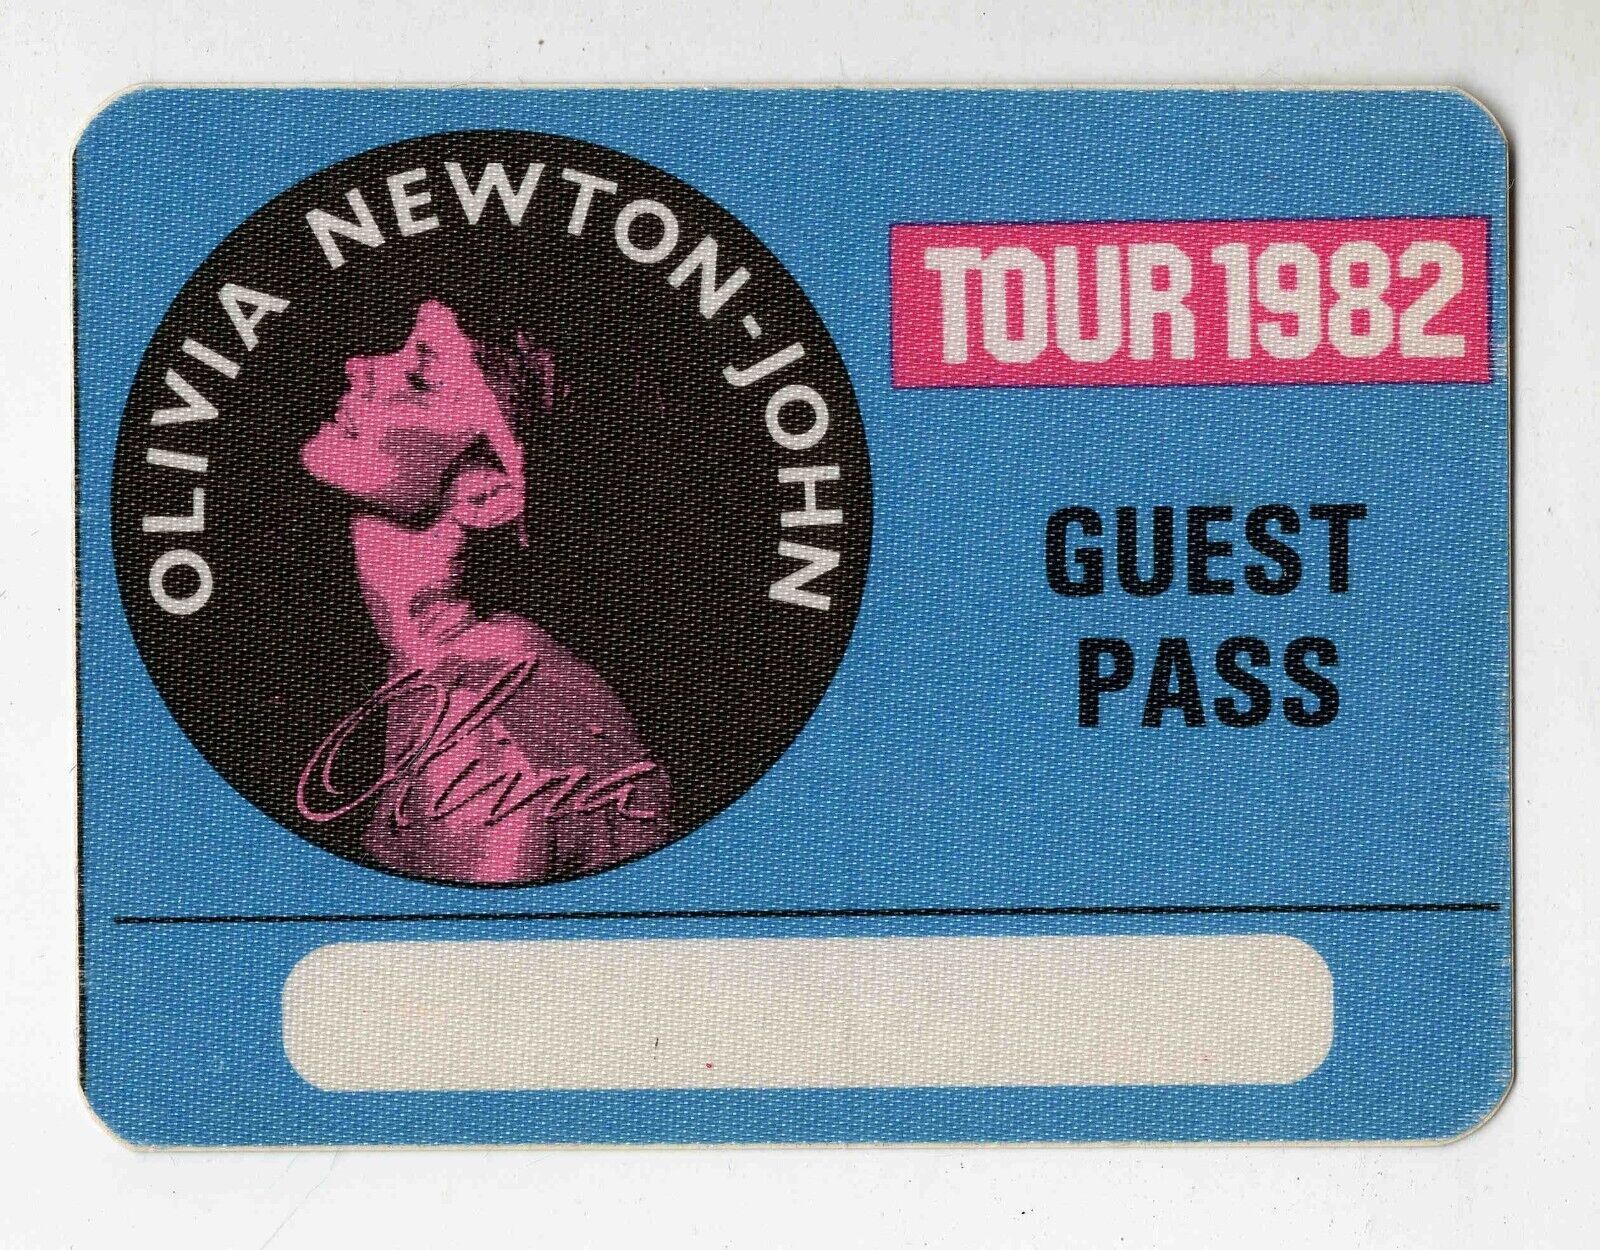 OLIVIA NEWTON-JOHN
Olivia
TOUR 1982
GUEST
PASS